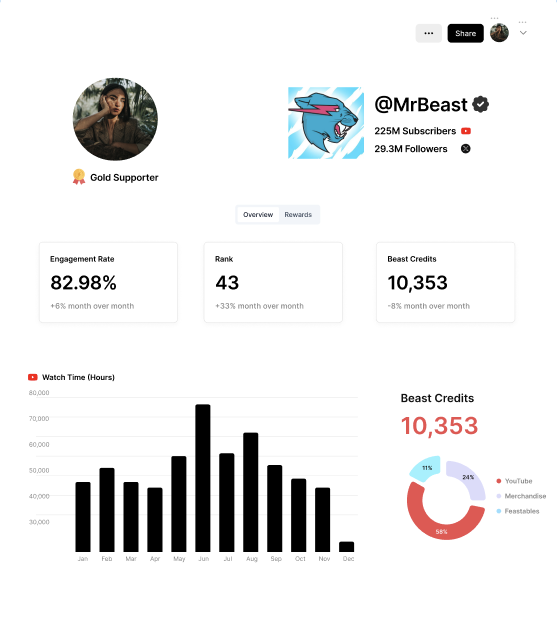 Share
@MrBeast
225M Subscribers
29.3M Followers
Gold Supporter
Overview Rewards
Engagement Rate
82.98%
+6% month over month
Rank
43
+33% month over month
Beast Credits
10,353
-8% month over month
Watch Time (Hours)
80,000
70,000
60,000
50,000
40,000
30,000
Jan Feb Mar Apr May Jun Jul Aug Sep Oct Nov Dec
Beast Credits
10,353
11%
24%
58%
YouTube
Merchandise
Feastables